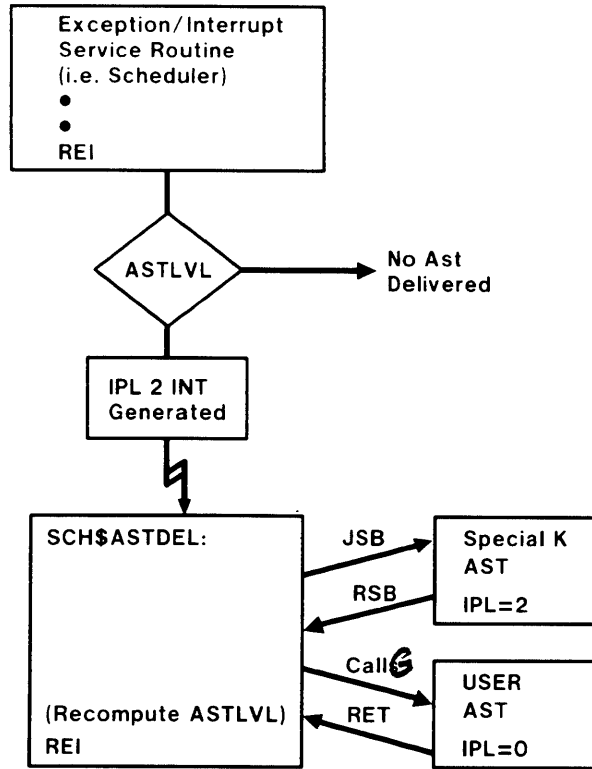 Exception/Interrupt
Service Routine
(i.e. Scheduler)
●
●
REI
ASTLVL
No Ast
Delivered
IPL 2 INT
Generated
SCH$ASTDEL:
JSB
Special K
AST
IPL=2
RSB
CallG
USER
AST
IPL=0
RET
(Recompute ASTLVL)
REI